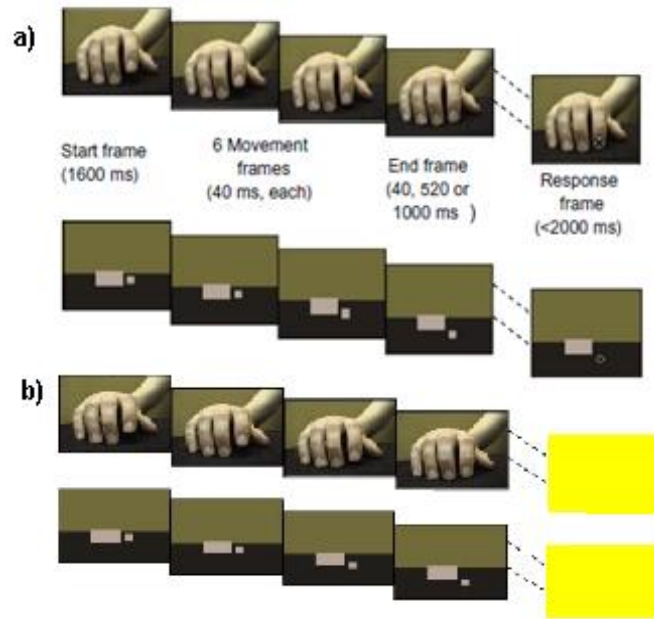 a)
Start frame
(1600 ms)
6 Movement
frames
(40 ms, each)
End frame
(40, 520 or
1000 ms )
Response
frame
(<2000 ms)
b)